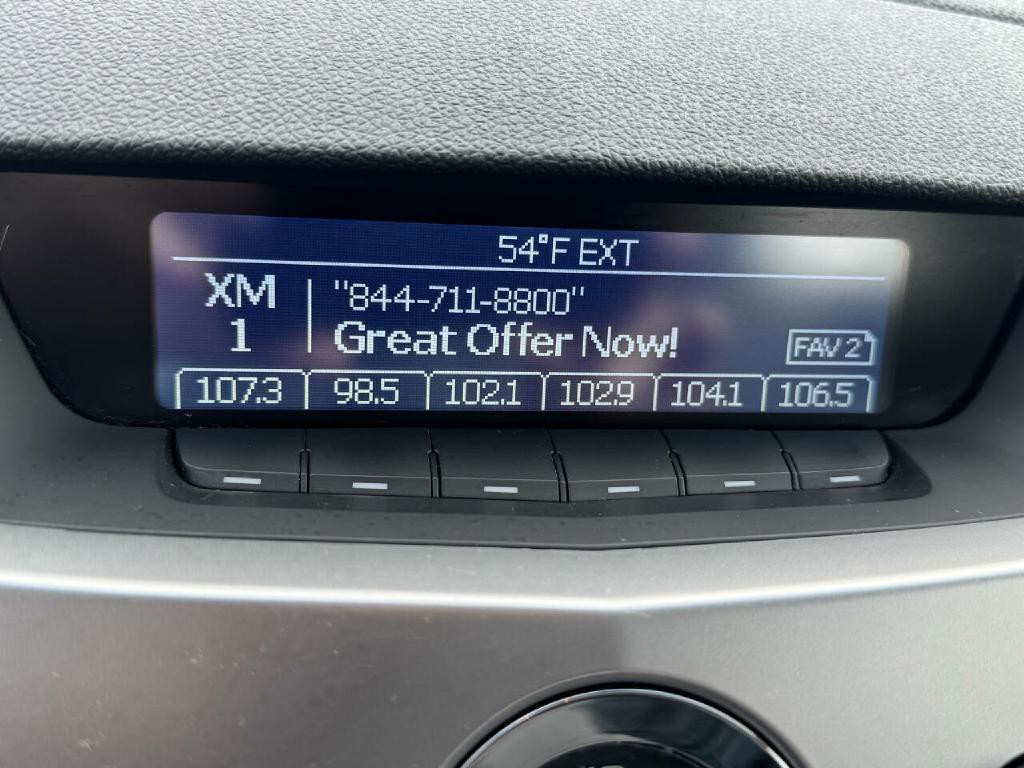 54°F EXT
XM
1
"844-711-8800"
Great Offer Now!
FAV 2
107.3 98.5 102.1 102.9 104.1 106.5